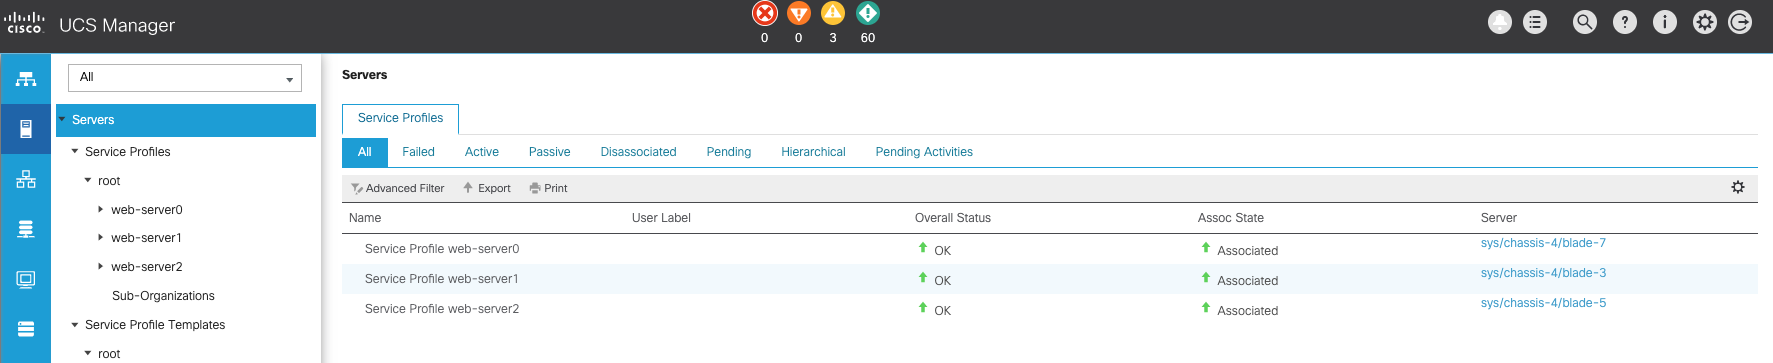 CISCO UCS Manager
0 0 3 60
All
Servers
Service Profiles
root
web-server0
web-server1
web-server2
Sub-Organizations
Service Profile Templates
root
Servers
Service Profiles
All Failed Active Passive Disassociated Pending Hierarchical Pending Activities
Advanced Filter Export Print
Name User Label Overall Status Assoc State Server
Service Profile web-server0 OK Associated sys/chassis-4/blade-7
Service Profile web-server1 OK Associated sys/chassis-4/blade-3
Service Profile web-server2 OK Associated sys/chassis-4/blade-5